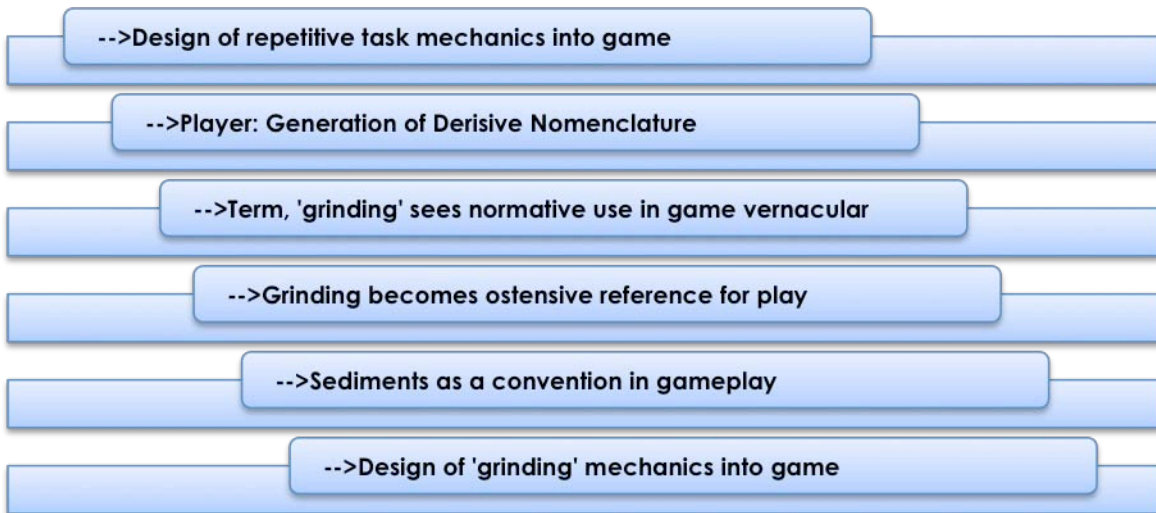 -->Design of repetitive task mechanics into game
-->Player: Generation of Derisive Nomenclature
-->Term, 'grinding' sees normative use in game vernacular
-->Grinding becomes ostensive reference for play
-->Sediments as a convention in gameplay
-->Design of 'grinding' mechanics into game